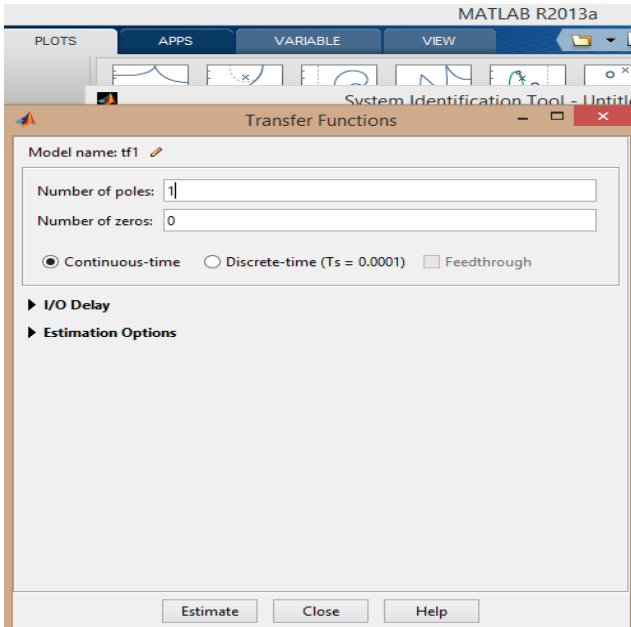 MATLAB R2013a
PLOTS APPS VARIABLE VIEW
System Identification Tool - Untitl
Transfer Functions
Model name: tf1
Number of poles: 1
Number of zeros: 0
Continuous-time Discrete-time (Ts = 0.0001) Feedthrough
I/O Delay
Estimation Options
Estimate Close Help